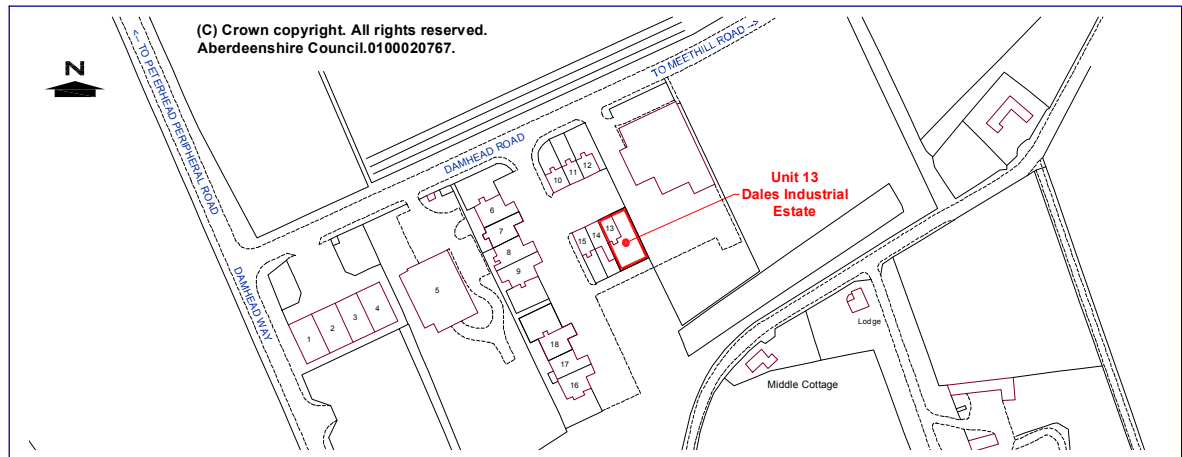 (C) Crown copyright. All rights reserved.
Aberdeenshire Council.0100020767.
N
<-- TO PETERHEAD PERIPHERAL ROAD
TO MEETHILL ROAD -->
DAMHEAD ROAD
DAMHEAD WAY
10
11
12
Unit 13
Dales Industrial
Estate
6
7
8
9
13
14
15
5
1
2
3
4
18
17
16
Lodge
Middle Cottage